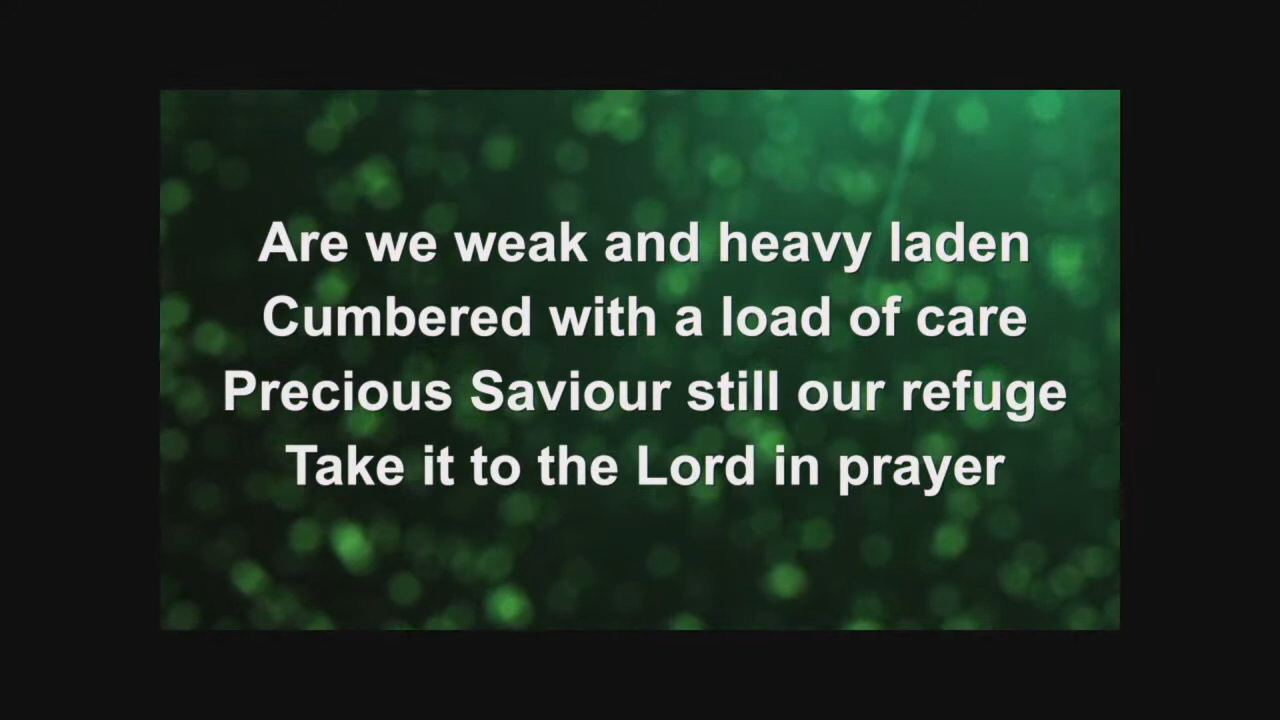 Are we weak and heavy laden
Cumbered with a load of care
Precious Saviour still our refuge
Take it to the Lord in prayer